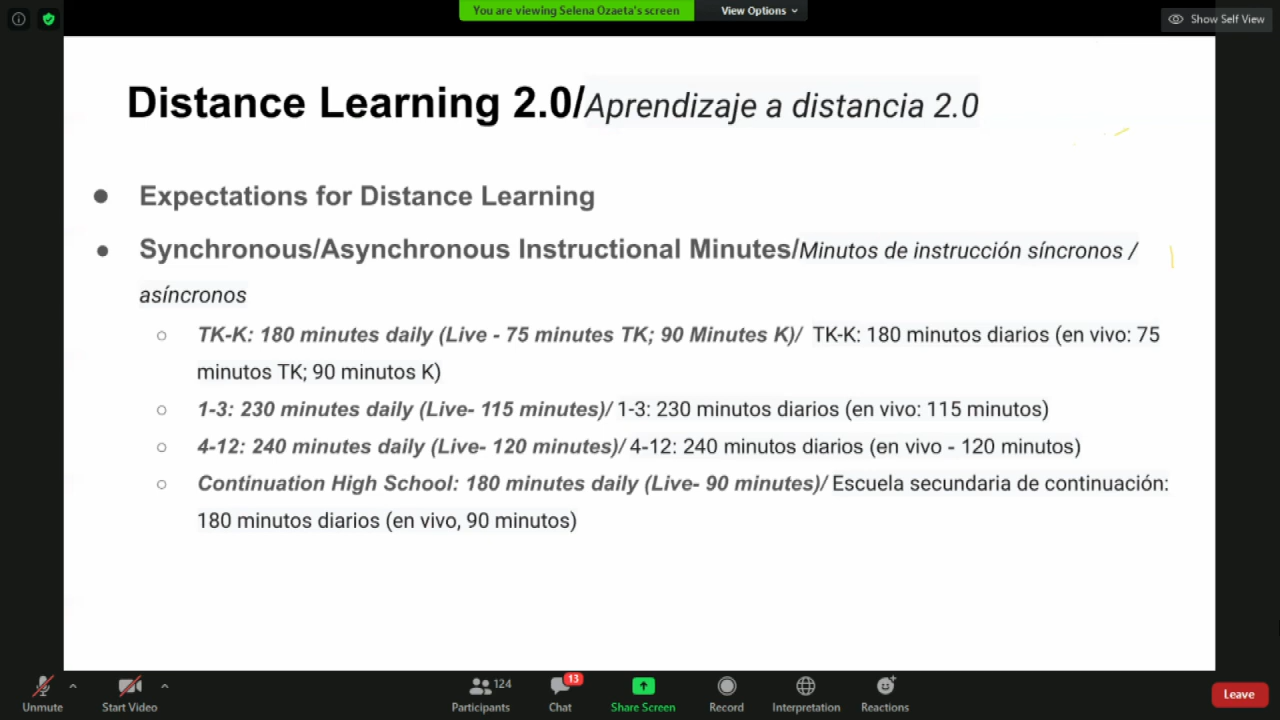 You are viewing Selena Ozaeta's screen
View Options
Show Self View
Distance Learning 2.0/Aprendizaje a distancia 2.0
● Expectations for Distance Learning
● Synchronous/Asynchronous Instructional Minutes/Minutos de instrucción síncronos /
asíncronos
○ TK-K: 180 minutes daily (Live - 75 minutes TK; 90 Minutes K)/ TK-K: 180 minutos diarios (en vivo: 75
minutos TK; 90 minutos K)
○ 1-3: 230 minutes daily (Live- 115 minutes)/ 1-3: 230 minutos diarios (en vivo: 115 minutos)
○ 4-12: 240 minutes daily (Live- 120 minutes)/ 4-12: 240 minutos diarios (en vivo - 120 minutos)
○ Continuation High School: 180 minutes daily (Live- 90 minutes)/ Escuela secundaria de continuación:
180 minutos diarios (en vivo, 90 minutos)
124
13
Unmute
Start Video
Participants
Chat
Share Screen
Record
Interpretation
Reactions
Leave